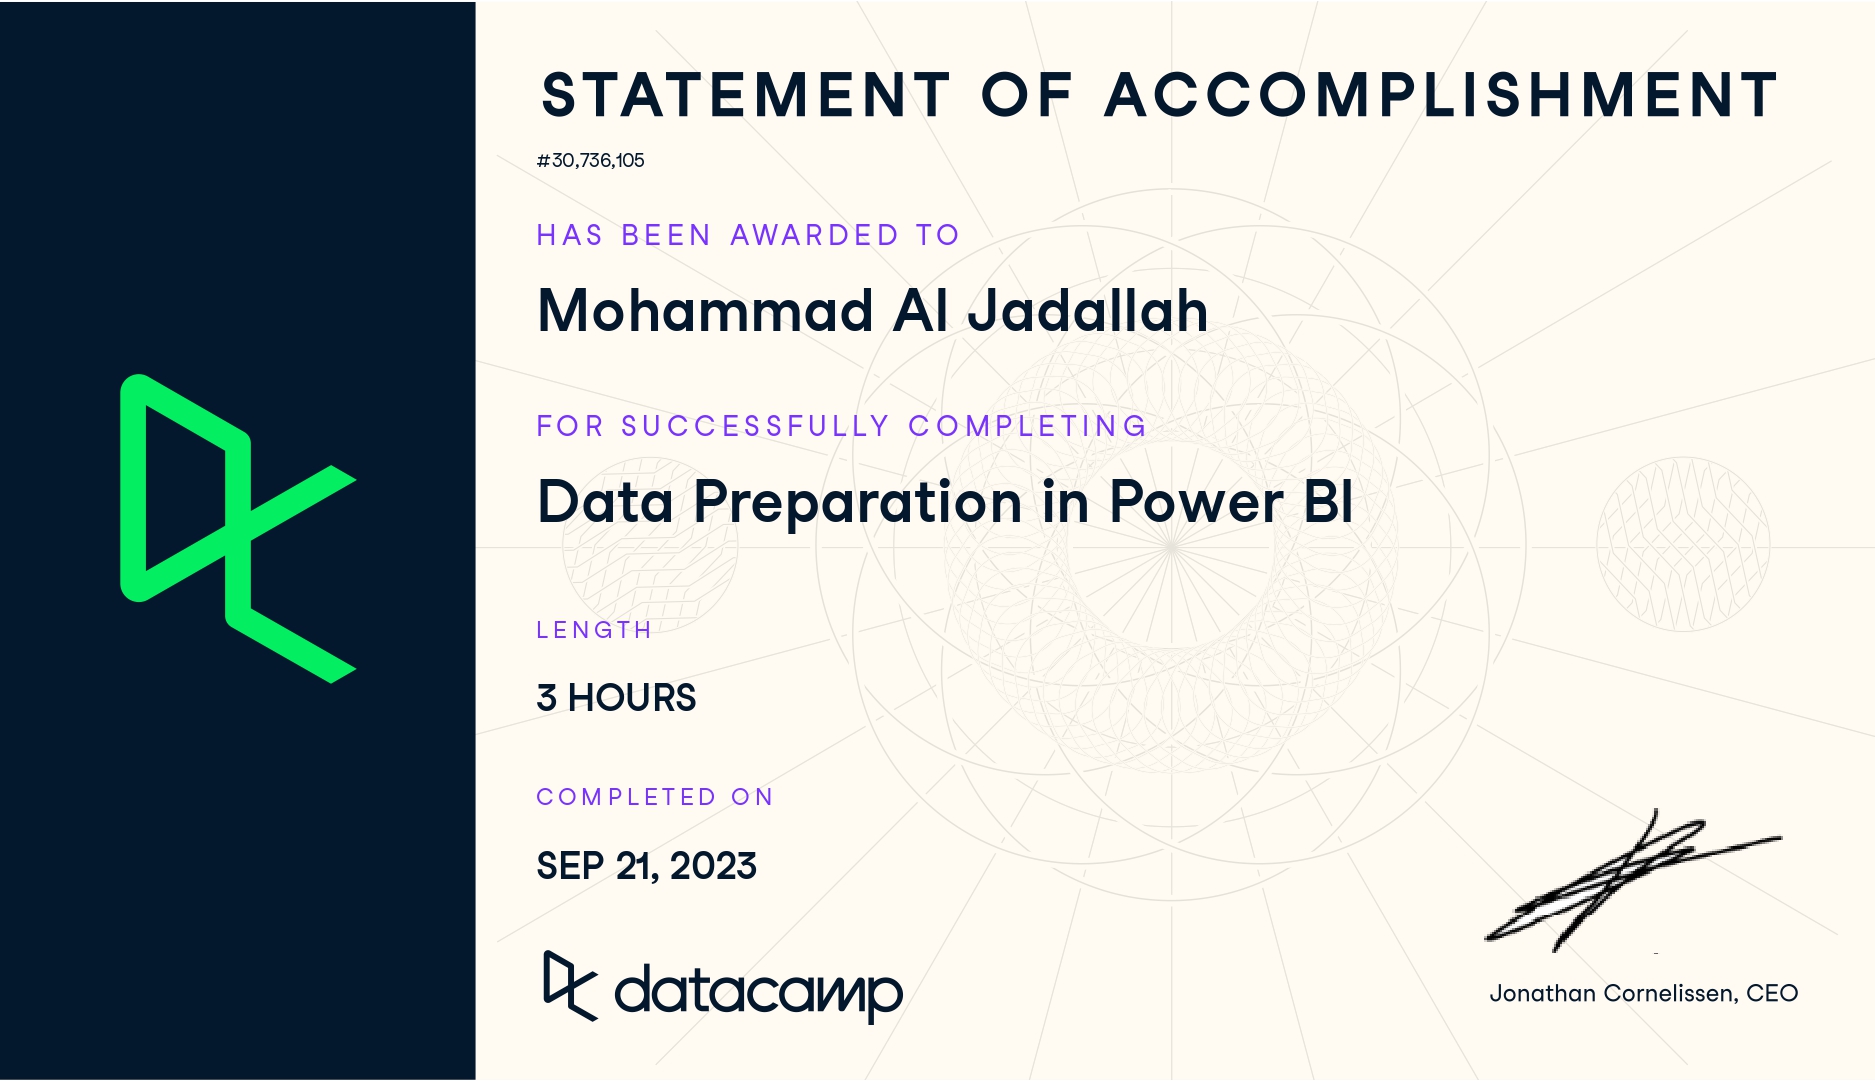 STATEMENT OF ACCOMPLISHMENT
#30,736,105
HAS BEEN AWARDED TO
Mohammad Al Jadallah
FOR SUCCESSFULLY COMPLETING
Data Preparation in Power BI
LENGTH
3 HOURS
COMPLETED ON
SEP 21, 2023
datacamp
Jonathan Cornelissen, CEO